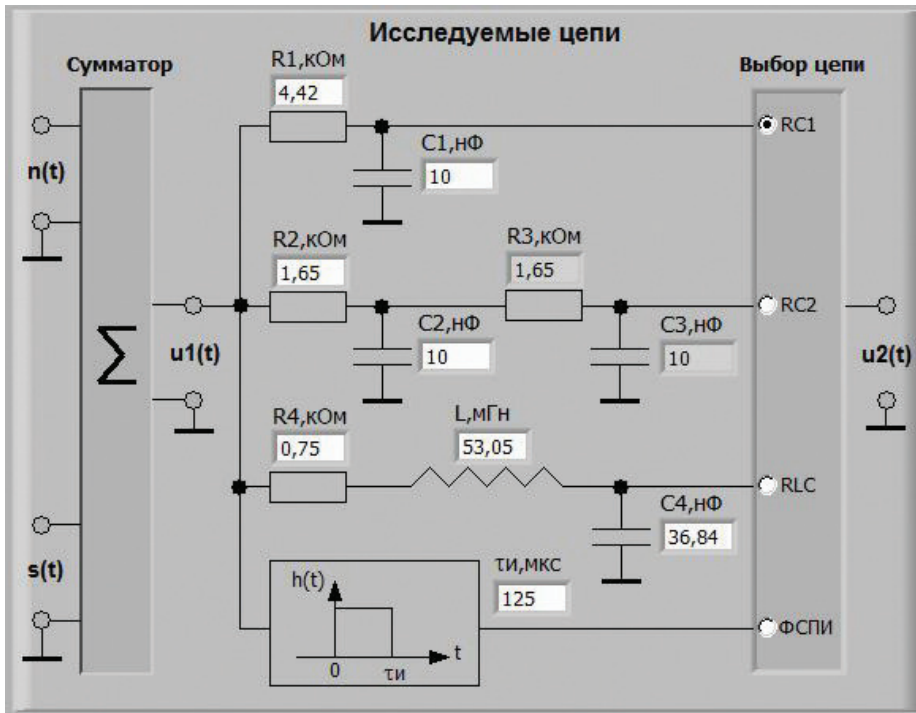 Исследуемые цепи
Сумматор
R1,кОм
4,42
Выбор цепи
n(t)
C1,нФ
10
RC1
R2,кОм
1,65
R3,кОм
1,65
Σ
u1(t)
C2,нФ
10
C3,нФ
10
RC2
u2(t)
R4,кОм
0,75
L,мГн
53,05
C4,нФ
36,84
RLC
s(t)
h(t)
0
τи
t
τи,мкс
125
ФСПИ